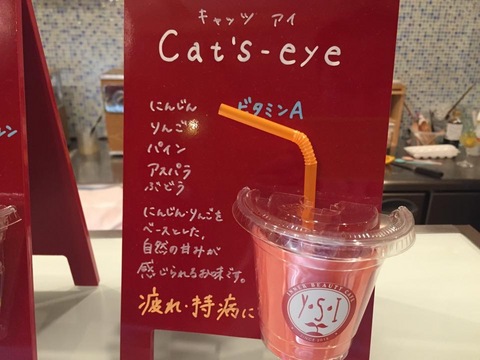 キャッツ アイ
Cat's-eye
ビタミンA
にんじん
りんご
パイン
アスパラ
ぶどう
にんじん・りんごを
ベースとした、
自然の甘みが
感じられるお味です。
疲れ・持病に
INNER BEAUTY CAFE
Y・S・I